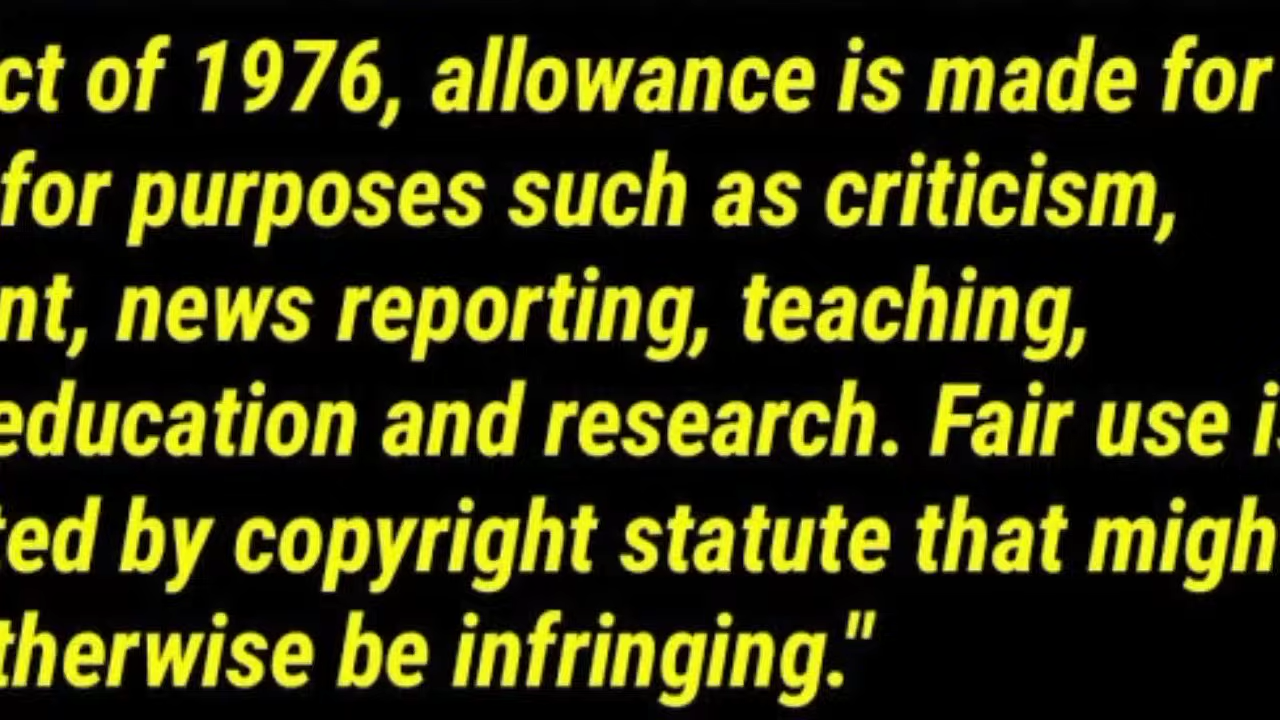 ct of 1976, allowance is made for
for purposes such as criticism,
nt, news reporting, teaching,
education and research. Fair use is
ted by copyright statute that migh
therwise be infringing."